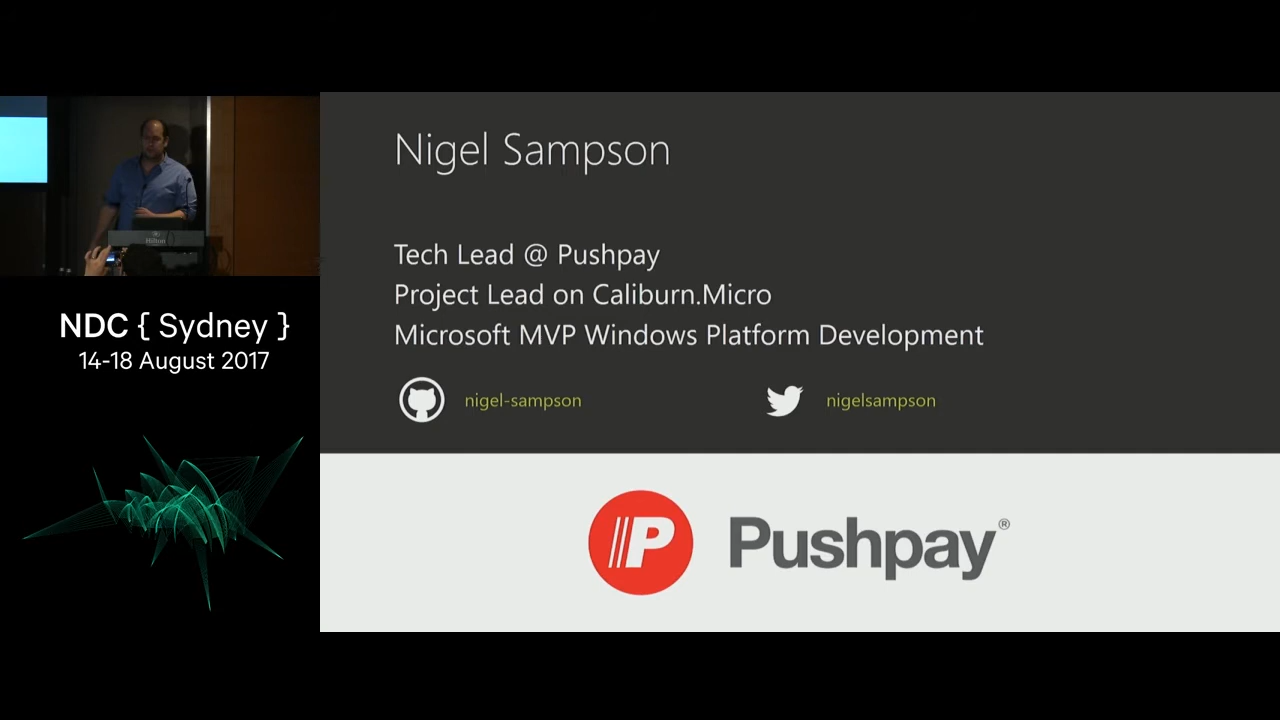 Hilton
NDC { Sydney }
14-18 August 2017
Nigel Sampson
Tech Lead @ Pushpay
Project Lead on Caliburn.Micro
Microsoft MVP Windows Platform Development
nigel-sampson
nigelsampson
P Pushpay®